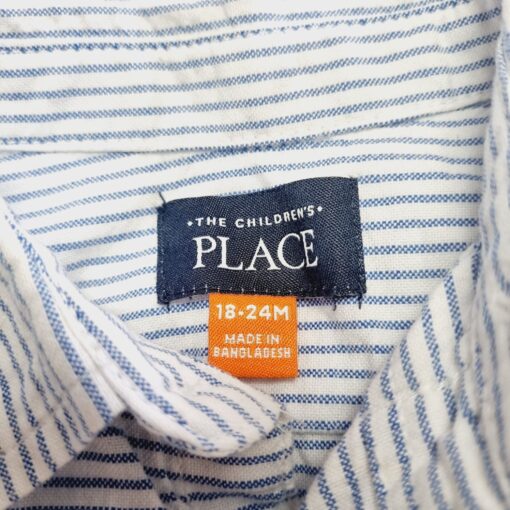 •THE CHILDREN'S•
PLACE
18-24M
MADE IN
BANGLADESH